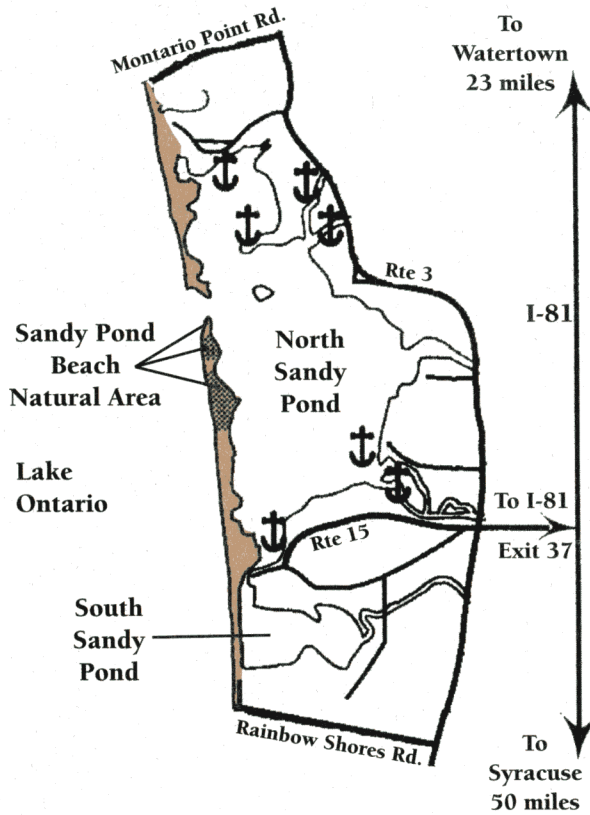 Montario Point Rd.
To
Watertown
23 miles
Rte 3
I-81
Sandy Pond
Beach
Natural Area
North
Sandy
Pond
Lake
Ontario
To I-81
Rte 15
Exit 37
South
Sandy
Pond
Rainbow Shores Rd.
To
Syracuse
50 miles